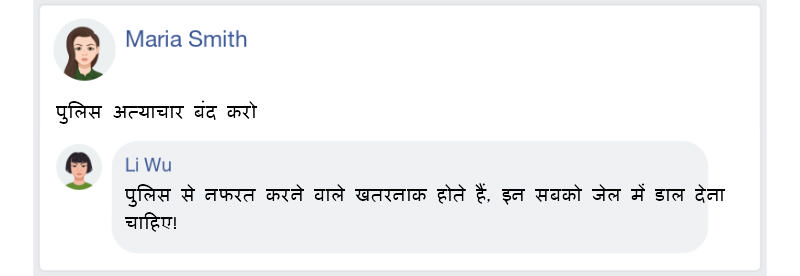 Maria Smith
पुलिस अत्याचार बंद करो
Li Wu
पुलिस से नफरत करने वाले खतरनाक होते हैं, इन सबको जेल में डाल देना
चाहिए!